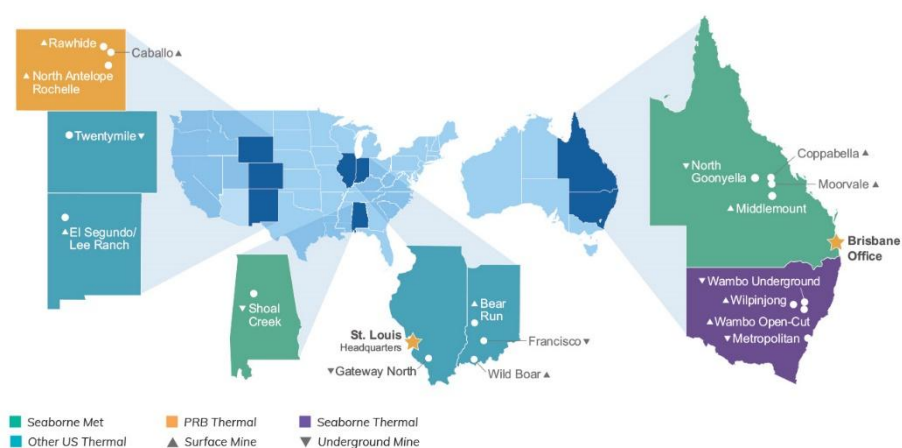 Rawhide
Caballo
North Antelope
Rochelle
Twentymile
El Segundo/
Lee Ranch
Shoal
Creek
St. Louis
Headquarters
Gateway North
Bear
Run
Francisco
Wild Boar
North
Goonyella
Coppabella
Moorvale
Middlemount
Brisbane
Office
Wambo Underground
Wilpinjong
Wambo Open-Cut
Metropolitan
Seaborne Met
PRB Thermal
Seaborne Thermal
Other US Thermal
Surface Mine
Underground Mine